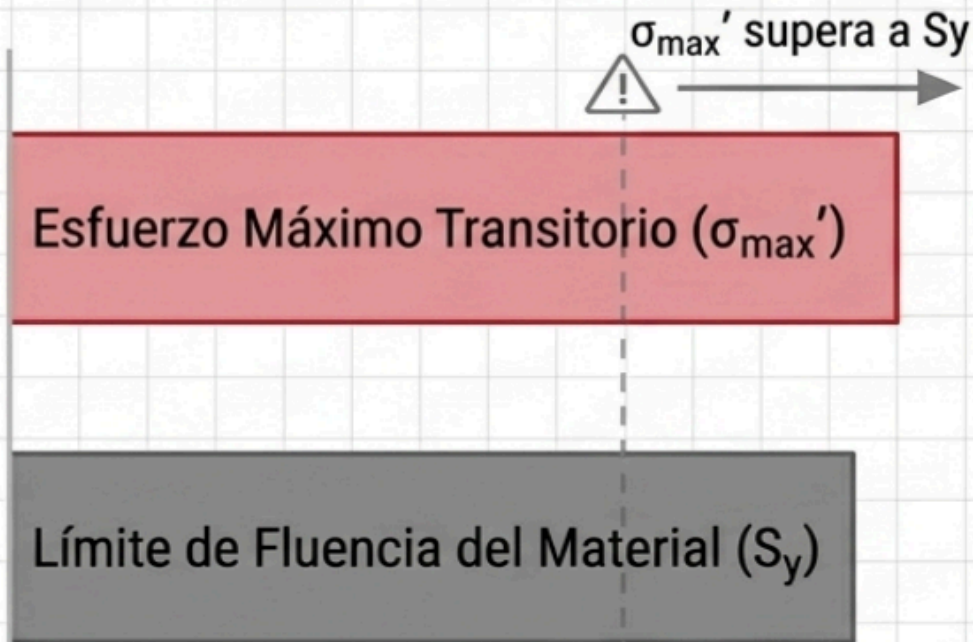 σmax′ supera a Sy
!
Esfuerzo Máximo Transitorio (σmax′)
Límite de Fluencia del Material (Sy)